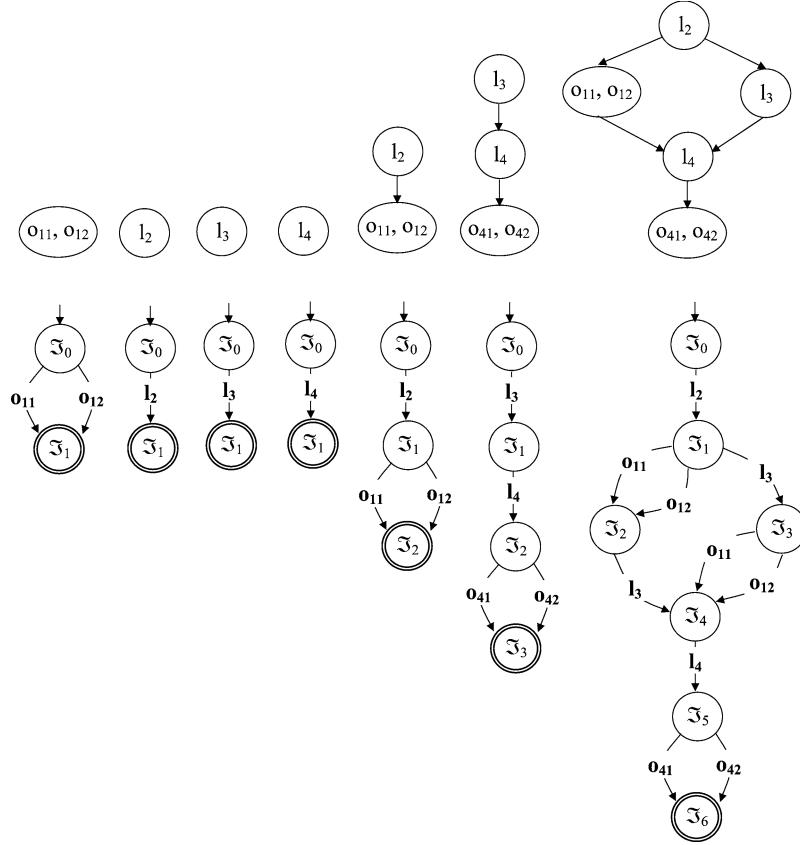 l₂
o₁₁, o₁₂
l₃
l₄
o₄₁, o₄₂
l₃
l₄
o₄₁, o₄₂
l₂
o₁₁, o₁₂
o₁₁, o₁₂
l₂
l₃
l₄
ℑ₀
o₁₁
o₁₂
ℑ₁
ℑ₀
l₂
ℑ₁
ℑ₀
l₃
ℑ₁
ℑ₀
l₄
ℑ₁
ℑ₀
l₂
ℑ₁
o₁₁
o₁₂
ℑ₂
ℑ₀
l₃
ℑ₁
l₄
ℑ₂
o₄₁
o₄₂
ℑ₃
ℑ₀
l₂
ℑ₁
o₁₁
o₁₂
l₃
ℑ₂
ℑ₃
l₃
o₁₁
o₁₂
ℑ₄
l₄
ℑ₅
o₄₁
o₄₂
ℑ₆